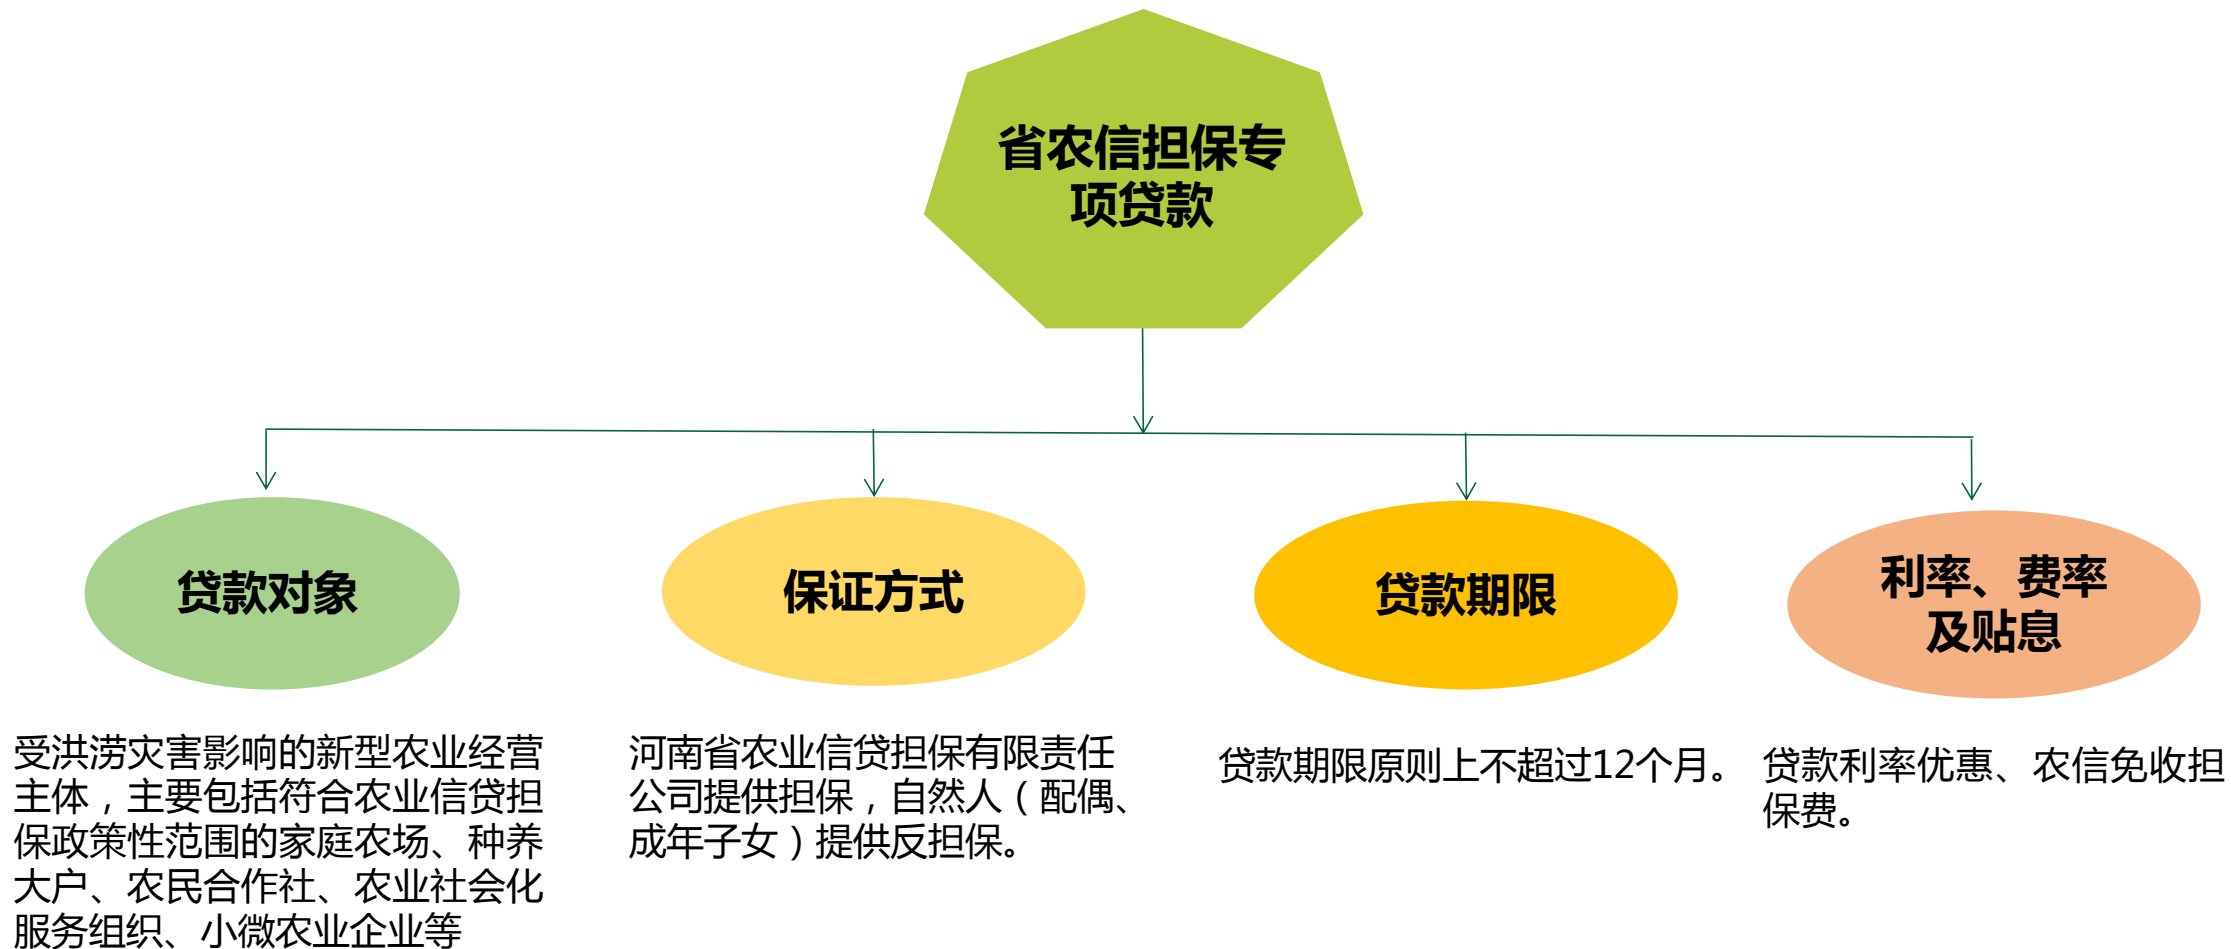 省农信担保专
项贷款
贷款对象
保证方式
贷款期限
利率、费率
及贴息
受洪涝灾害影响的新型农业经营
主体，主要包括符合农业信贷担
保政策性范围的家庭农场、种养
大户、农民合作社、农业社会化
服务组织、小微农业企业等
河南省农业信贷担保有限责任
公司提供担保，自然人（配偶、
成年子女）提供反担保。
贷款期限原则上不超过12个月。
贷款利率优惠、农信免收担
保费。